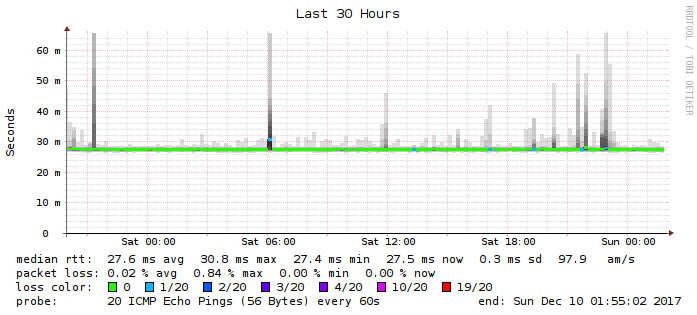 Last 30 Hours
RRDTOOL / TOBI OETIKER
Seconds
60 m
50 m
40 m
30 m
20 m
10 m
0
Sat 00:00 Sat 06:00 Sat 12:00 Sat 18:00 Sun 00:00
median rtt: 27.6 ms avg 30.8 ms max 27.4 ms min 27.5 ms now 0.3 ms sd 97.9 am/s
packet loss: 0.02 % avg 0.84 % max 0.00 % min 0.00 % now
loss color: 0 1/20 2/20 3/20 4/20 10/20 19/20
probe: 20 ICMP Echo Pings (56 Bytes) every 60s end: Sun Dec 10 01:55:02 2017